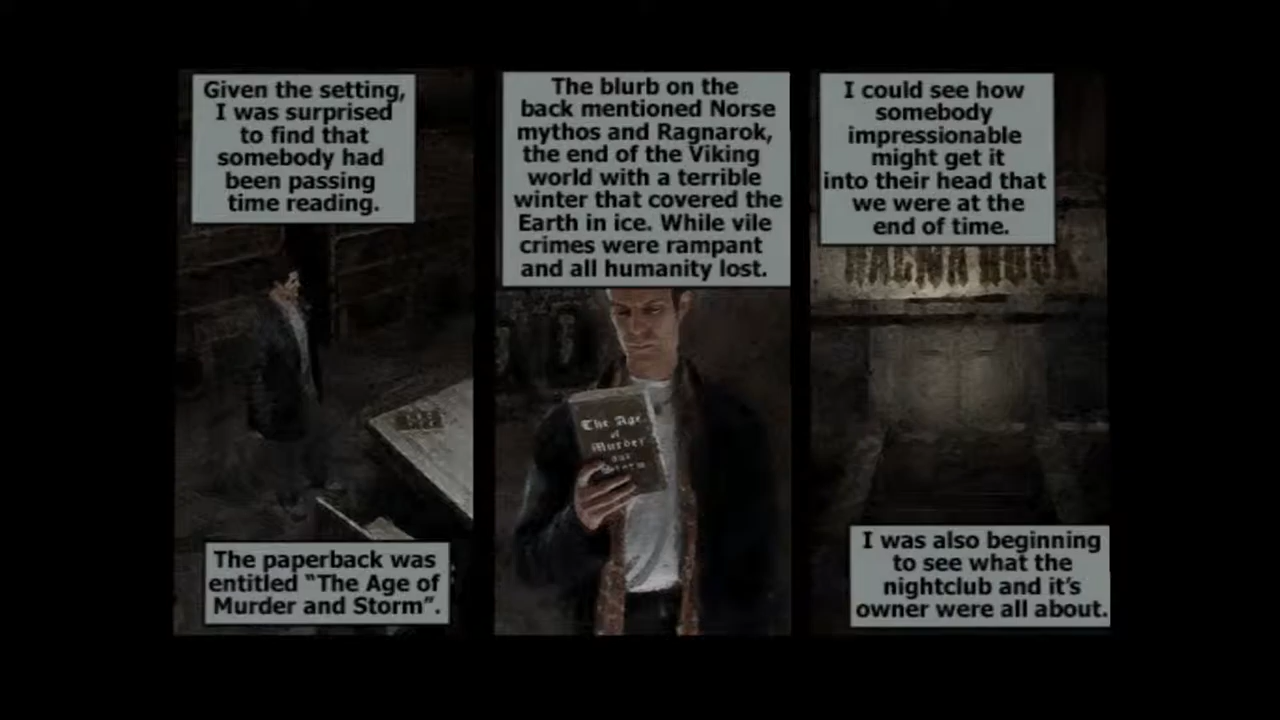 Given the setting,
I was surprised
to find that
somebody had
been passing
time reading.
The paperback was
entitled “The Age of
Murder and Storm”.
The blurb on the
back mentioned Norse
mythos and Ragnarok,
the end of the Viking
world with a terrible
winter that covered the
Earth in ice. While vile
crimes were rampant
and all humanity lost.
The Age
of
Murder
and
Storm
I could see how
somebody
impressionable
might get it
into their head that
we were at the
end of time.
RAGNA ROCK
I was also beginning
to see what the
nightclub and it’s
owner were all about.